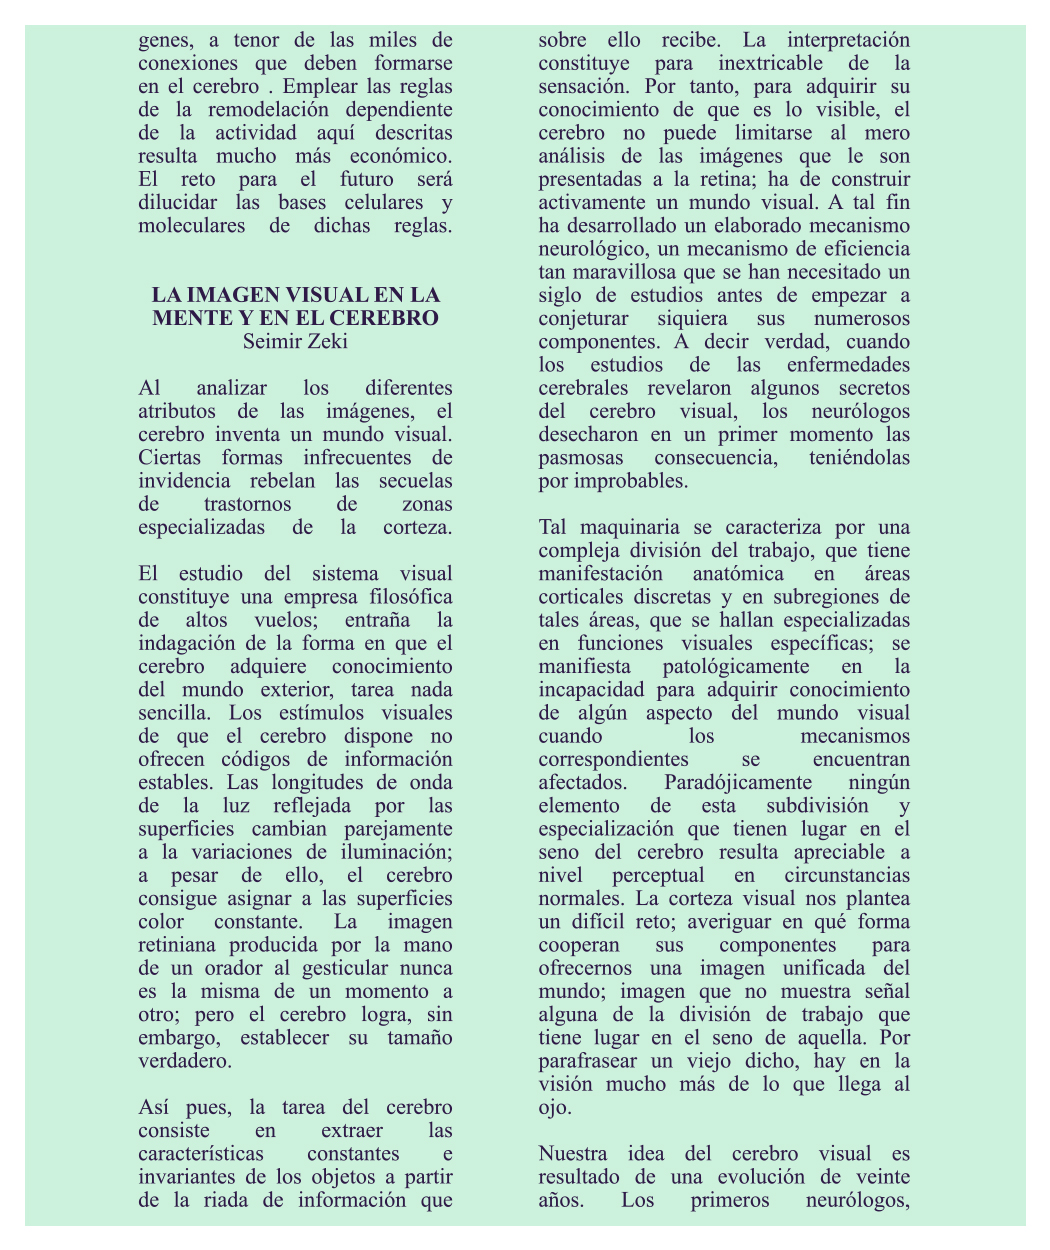 genes, a tenor de las miles de
conexiones que deben formarse
en el cerebro . Emplear las reglas
de la remodelación dependiente
de la actividad aquí descritas
resulta mucho más económico.
El reto para el futuro será
dilucidar las bases celulares y
moleculares de dichas reglas.
LA IMAGEN VISUAL EN LA
MENTE Y EN EL CEREBRO
Seimir Zeki
Al analizar los diferentes
atributos de las imágenes, el
cerebro inventa un mundo visual.
Ciertas formas infrecuentes de
invidencia rebelan las secuelas
de trastornos de zonas
especializadas de la corteza.
El estudio del sistema visual
constituye una empresa filosófica
de altos vuelos; entraña la
indagación de la forma en que el
cerebro adquiere conocimiento
del mundo exterior, tarea nada
sencilla. Los estímulos visuales
de que el cerebro dispone no
ofrecen códigos de información
estables. Las longitudes de onda
de la luz reflejada por las
superficies cambian parejamente
a la variaciones de iluminación;
a pesar de ello, el cerebro
consigue asignar a las superficies
color constante. La imagen
retiniana producida por la mano
de un orador al gesticular nunca
es la misma de un momento a
otro; pero el cerebro logra, sin
embargo, establecer su tamaño
verdadero.
Así pues, la tarea del cerebro
consiste en extraer las
características constantes e
invariantes de los objetos a partir
de la riada de información que
sobre ello recibe. La interpretación
constituye para inextricable de la
sensación. Por tanto, para adquirir su
conocimiento de que es lo visible, el
cerebro no puede limitarse al mero
análisis de las imágenes que le son
presentadas a la retina; ha de construir
activamente un mundo visual. A tal fin
ha desarrollado un elaborado mecanismo
neurológico, un mecanismo de eficiencia
tan maravillosa que se han necesitado un
siglo de estudios antes de empezar a
conjeturar siquiera sus numerosos
componentes. A decir verdad, cuando
los estudios de las enfermedades
cerebrales revelaron algunos secretos
del cerebro visual, los neurólogos
desecharon en un primer momento las
pasmosas consecuencia, teniéndolas
por improbables.
Tal maquinaria se caracteriza por una
compleja división del trabajo, que tiene
manifestación anatómica en áreas
corticales discretas y en subregiones de
tales áreas, que se hallan especializadas
en funciones visuales específicas; se
manifiesta patológicamente en la
incapacidad para adquirir conocimiento
de algún aspecto del mundo visual
cuando los mecanismos
correspondientes se encuentran
afectados. Paradójicamente ningún
elemento de esta subdivisión y
especialización que tienen lugar en el
seno del cerebro resulta apreciable a
nivel perceptual en circunstancias
normales. La corteza visual nos plantea
un difícil reto; averiguar en qué forma
cooperan sus componentes para
ofrecernos una imagen unificada del
mundo; imagen que no muestra señal
alguna de la división de trabajo que
tiene lugar en el seno de aquella. Por
parafrasear un viejo dicho, hay en la
visión mucho más de lo que llega al
ojo.
Nuestra idea del cerebro visual es
resultado de una evolución de veinte
años. Los primeros neurólogos,